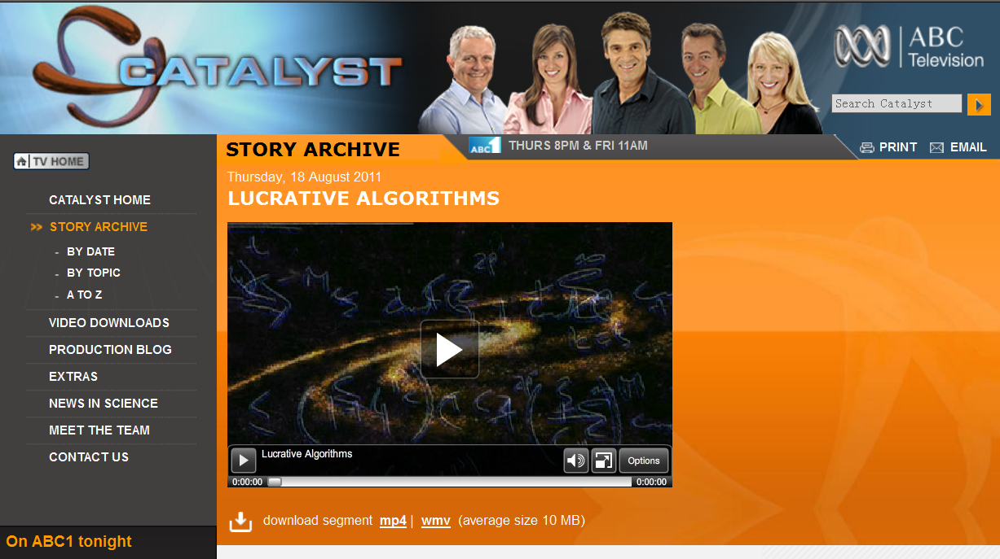 CATALYST
ABC
Television
Search Catalyst
TV HOME
STORY ARCHIVE
ABC1
THURS 8PM & FRI 11AM
PRINT
EMAIL
CATALYST HOME
>> STORY ARCHIVE
- BY DATE
- BY TOPIC
- A TO Z
VIDEO DOWNLOADS
PRODUCTION BLOG
EXTRAS
NEWS IN SCIENCE
MEET THE TEAM
CONTACT US
On ABC1 tonight
Thursday, 18 August 2011
LUCRATIVE ALGORITHMS
Lucrative Algorithms
Options
0:00:00
0:00:00
download segment mp4 | wmv (average size 10 MB)